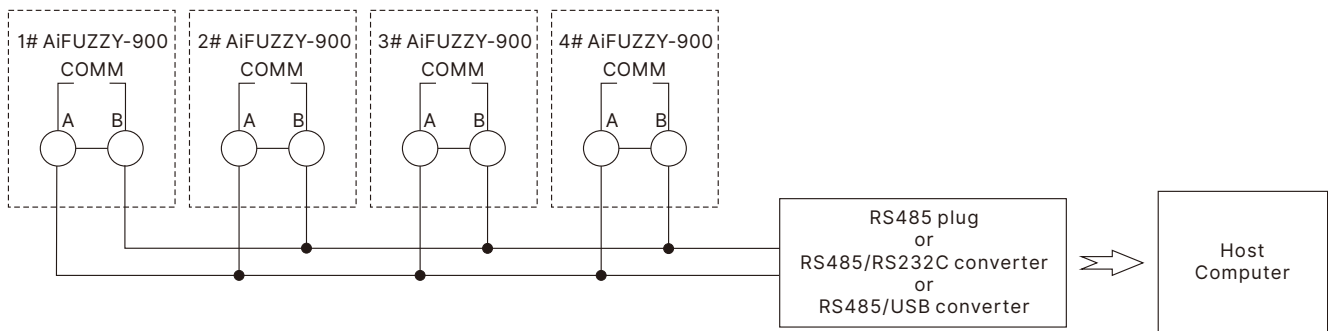 1# AiFUZZY-900
COMM
A B
2# AiFUZZY-900
COMM
A B
3# AiFUZZY-900
COMM
A B
4# AiFUZZY-900
COMM
A B
RS485 plug
or
RS485/RS232C converter
or
RS485/USB converter
Host
Computer